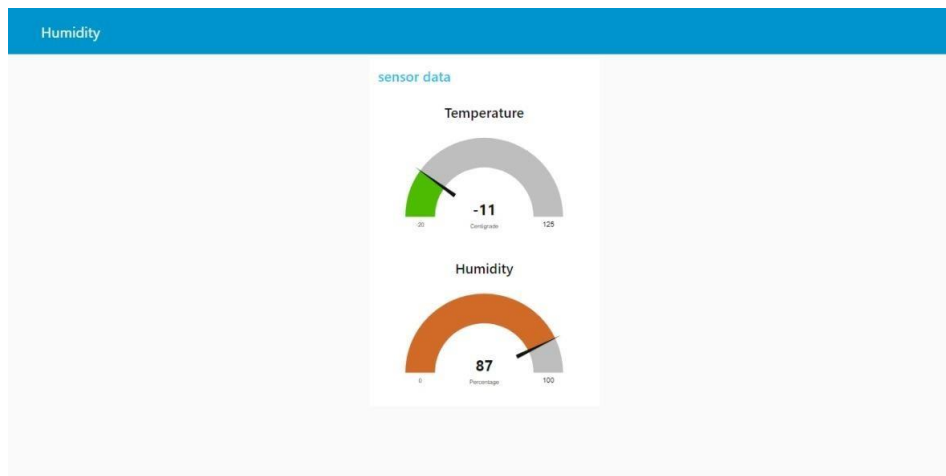 Humidity
sensor data
Temperature
-11
Centigrade
-20 125
Humidity
87
Percentage
0 100